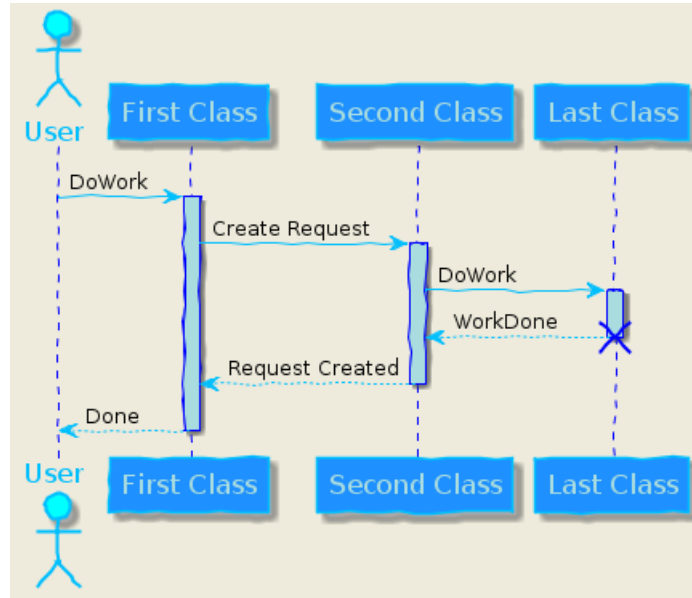 User
First Class
Second Class
Last Class
DoWork
Create Request
DoWork
WorkDone
Request Created
Done
User
First Class
Second Class
Last Class